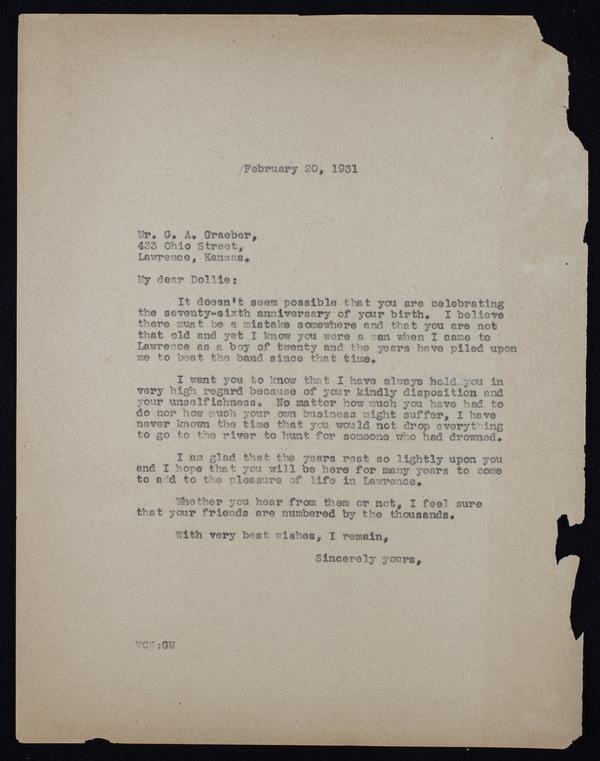 February 20, 1931
Mr. G. A. Graeber,
433 Ohio Street,
Lawrence, Kansas.
My dear Dollie:
It doesn't seem possible that you are celebrating
the seventy-sixth anniversary of your birth. I believe
there must be a mistake somewhere and that you are not
that old and yet I know you were a man when I came to
Lawrence as a boy of twenty and the years have piled upon
me to beat the band since that time.
I want you to know that I have always held you in
very high regard because of your kindly disposition and
your unselfishness. No matter how much you have had to
do nor how much your own business might suffer, I have
never known the time that you would not drop everything
to go to the river to hunt for someone who had drowned.
I am glad that the years rest so lightly upon you
and I hope that you will be here for many years to come
to add to the pleasure of life in Lawrence.
Whether you hear from them or not, I feel sure
that your friends are numbered by the thousands.
With very best wishes, I remain,
Sincerely yours,